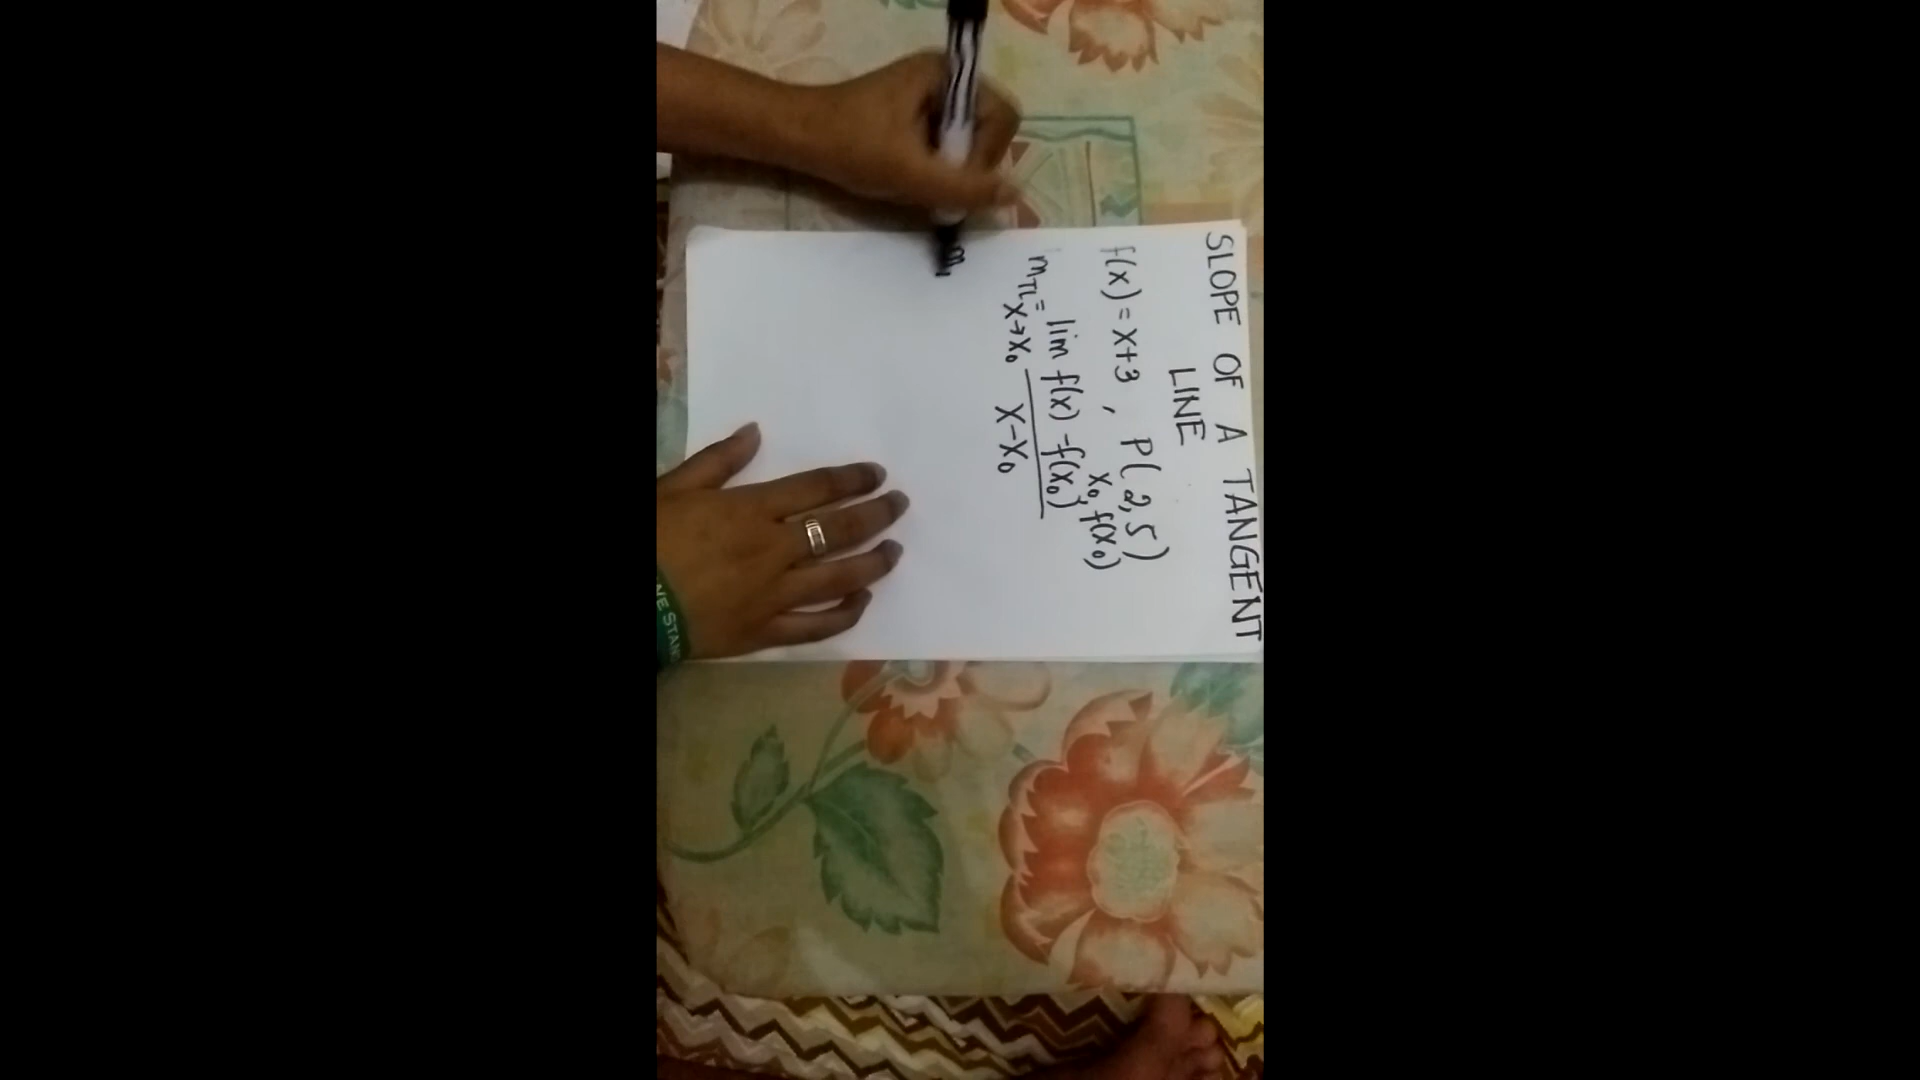 SLOPE OF A TANGENT
LINE
f(x) = x+3 , P(2,5)
x₀, f(x₀)
m_TL = lim f(x) - f(x₀)
x→x₀ x-x₀
m